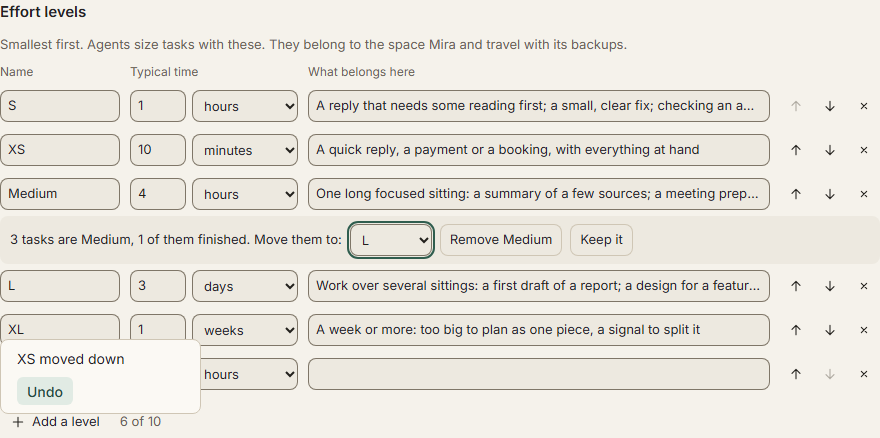 Effort levels
Smallest first. Agents size tasks with these. They belong to the space Mira and travel with its backups.
Name Typical time What belongs here
S 1 hours A reply that needs some reading first; a small, clear fix; checking an a...
XS 10 minutes A quick reply, a payment or a booking, with everything at hand
Medium 4 hours One long focused sitting: a summary of a few sources; a meeting prep...
3 tasks are Medium, 1 of them finished. Move them to: L Remove Medium Keep it
L 3 days Work over several sittings: a first draft of a report; a design for a featur...
XL 1 weeks A week or more: too big to plan as one piece, a signal to split it
XS moved down
hours
Undo
Add a level 6 of 10